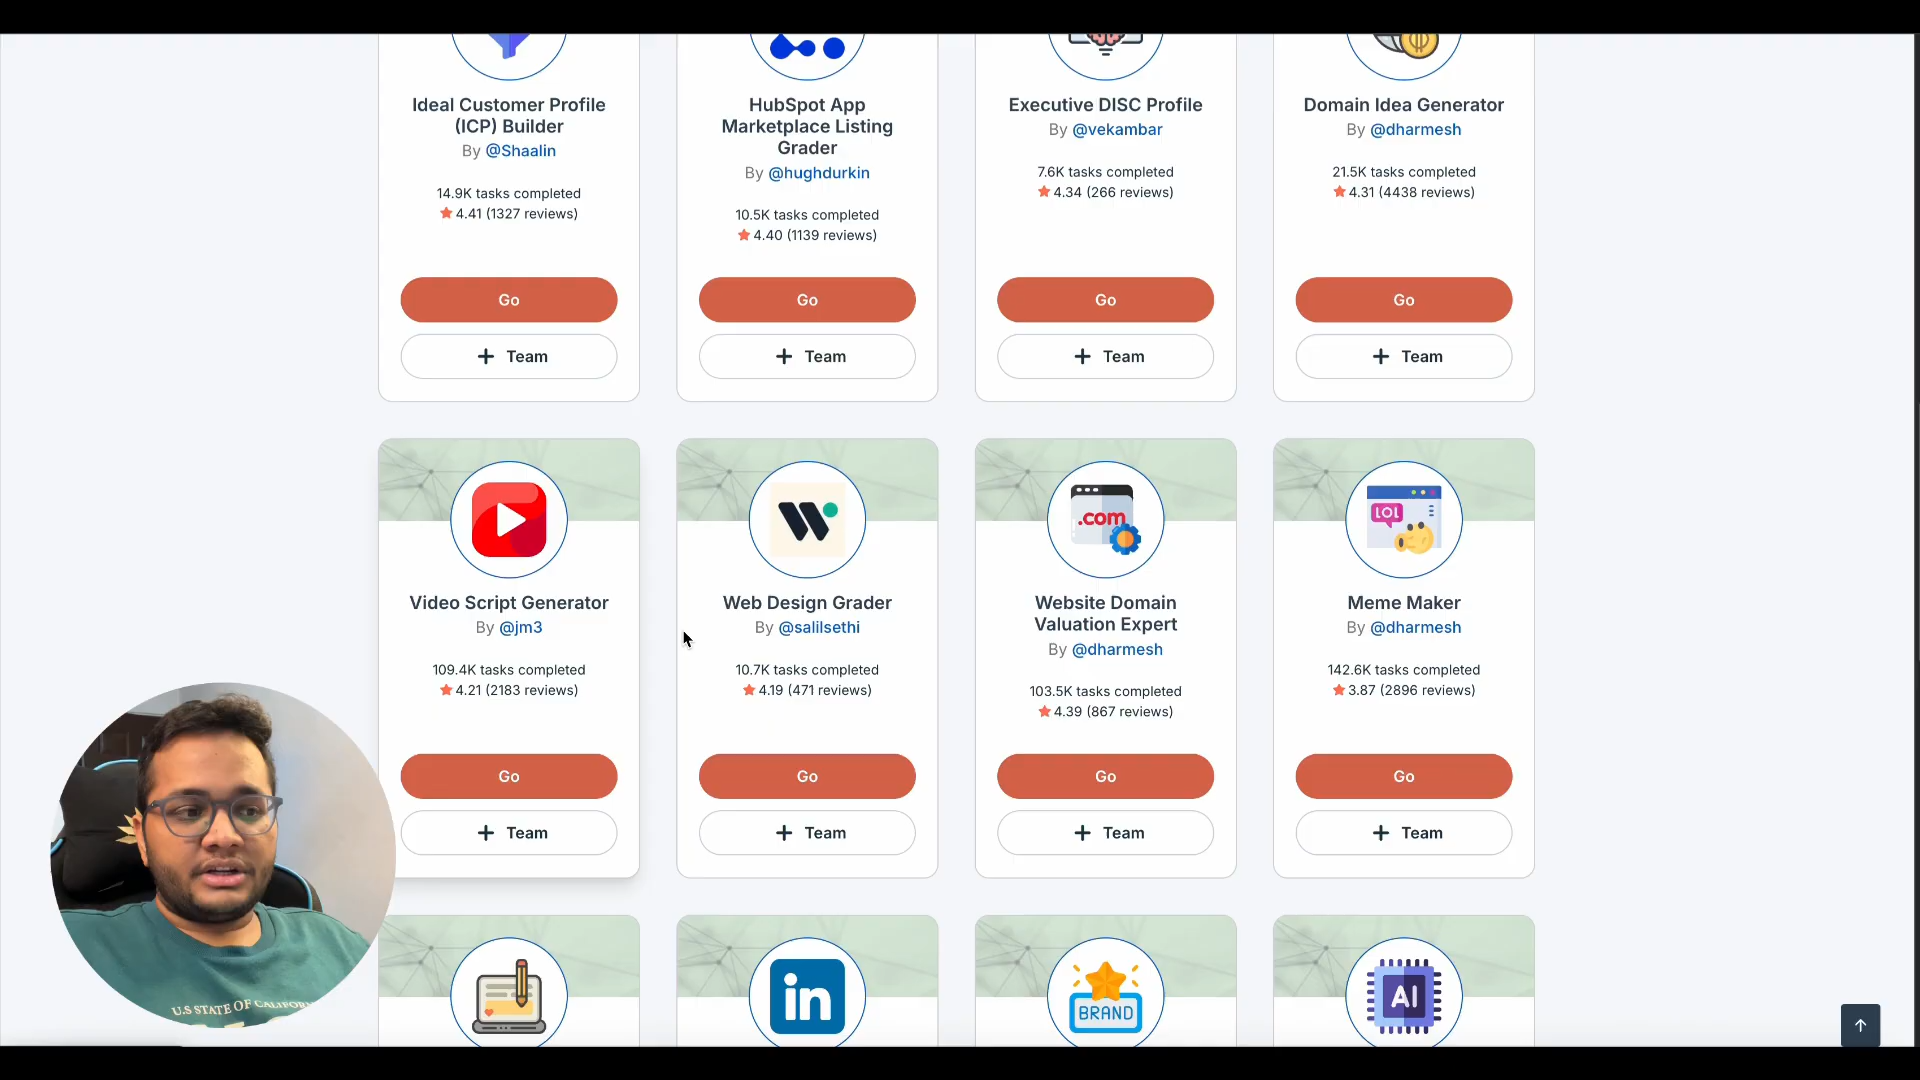 Ideal Customer Profile
(ICP) Builder
By @Shaalin
14.9K tasks completed
4.41 (1327 reviews)
Go
+ Team
HubSpot App
Marketplace Listing
Grader
By @hughdurkin
10.5K tasks completed
4.40 (1139 reviews)
Go
+ Team
Executive DISC Profile
By @vekambar
7.6K tasks completed
4.34 (266 reviews)
Go
+ Team
Domain Idea Generator
By @dharmesh
21.5K tasks completed
4.31 (4438 reviews)
Go
+ Team
Video Script Generator
By @jm3
109.4K tasks completed
4.21 (2183 reviews)
Go
+ Team
W
Web Design Grader
By @salilsethi
10.7K tasks completed
4.19 (471 reviews)
Go
+ Team
.com
Website Domain
Valuation Expert
By @dharmesh
103.5K tasks completed
4.39 (867 reviews)
Go
+ Team
LOL
Meme Maker
By @dharmesh
142.6K tasks completed
3.87 (2896 reviews)
Go
+ Team
in
BRAND
AI
U.S STATE OF